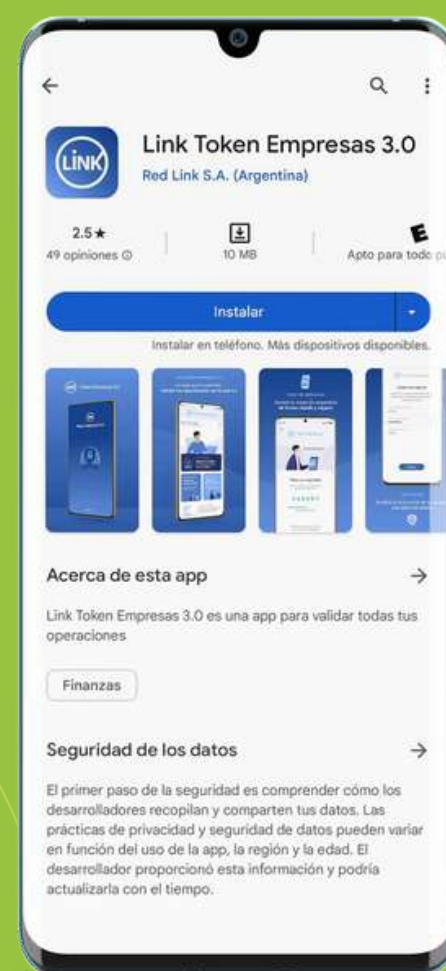 LINK
Link Token Empresas 3.0
Red Link S.A. (Argentina)
2.5★
49 opiniones
10 MB
E
Apto para todo
Instalar
Instalar en teléfono. Más dispositivos disponibles.
Acerca de esta app
Link Token Empresas 3.0 es una app para validar todas tus
operaciones
Finanzas
Seguridad de los datos
El primer paso de la seguridad es comprender cómo los
desarrolladores recopilan y comparten tus datos. Las
prácticas de privacidad y seguridad de datos pueden variar
en función del uso de la app, la región y la edad. El
desarrollador proporcionó esta información y podría
actualizarla con el tiempo.